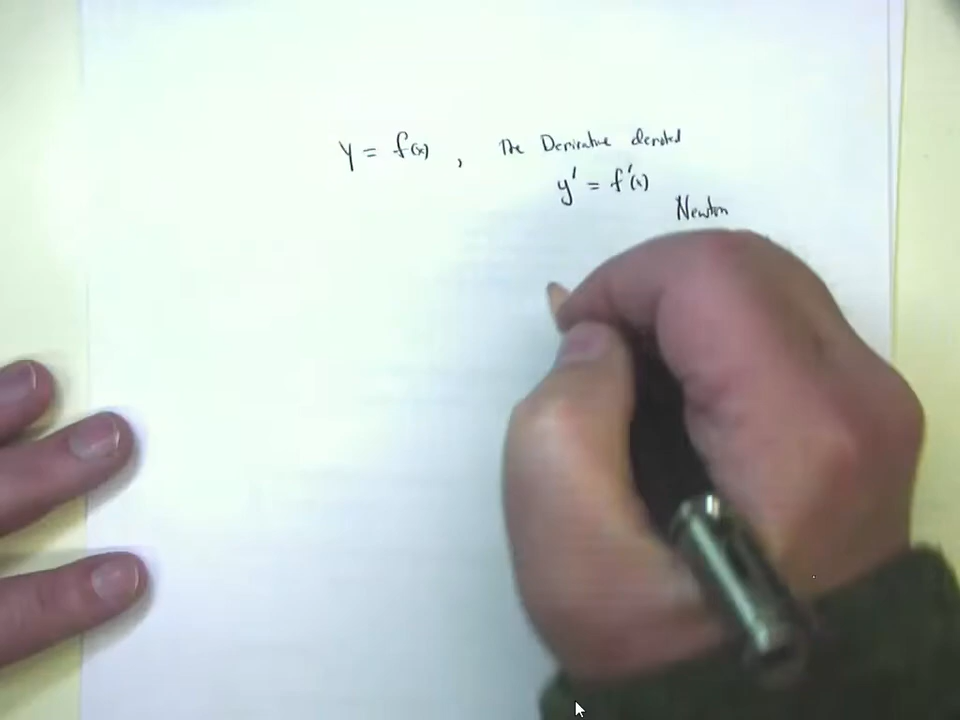 y = f(x) , The Derivative denoted
y' = f'(x)
Newton